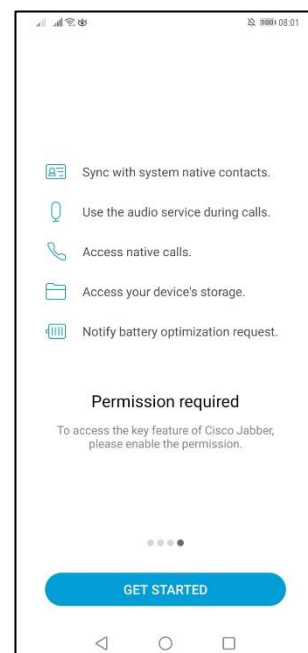 08:01
Sync with system native contacts.
Use the audio service during calls.
Access native calls.
Access your device's storage.
Notify battery optimization request.
Permission required
To access the key feature of Cisco Jabber,
please enable the permission.
GET STARTED